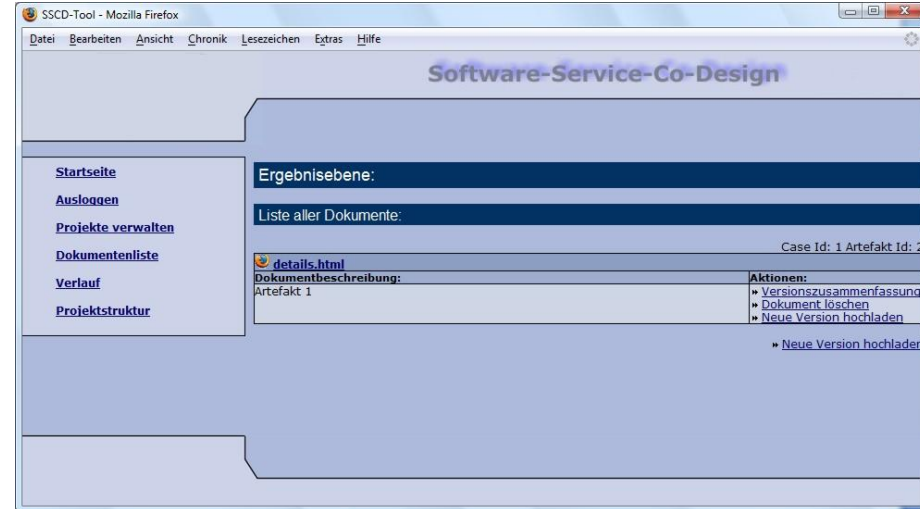 SSCD-Tool - Mozilla Firefox
Datei Bearbeiten Ansicht Chronik Lesezeichen Extras Hilfe
Software-Service-Co-Design
Startseite
Ausloggen
Projekte verwalten
Dokumentenliste
Verlauf
Projektstruktur
Ergebnisebene:
Liste aller Dokumente:
Case Id: 1 Artefakt Id: 2
details.html
Dokumentbeschreibung: Aktionen:
Artefakt 1 » Versionszusammenfassung
» Dokument löschen
» Neue Version hochladen
» Neue Version hochladen